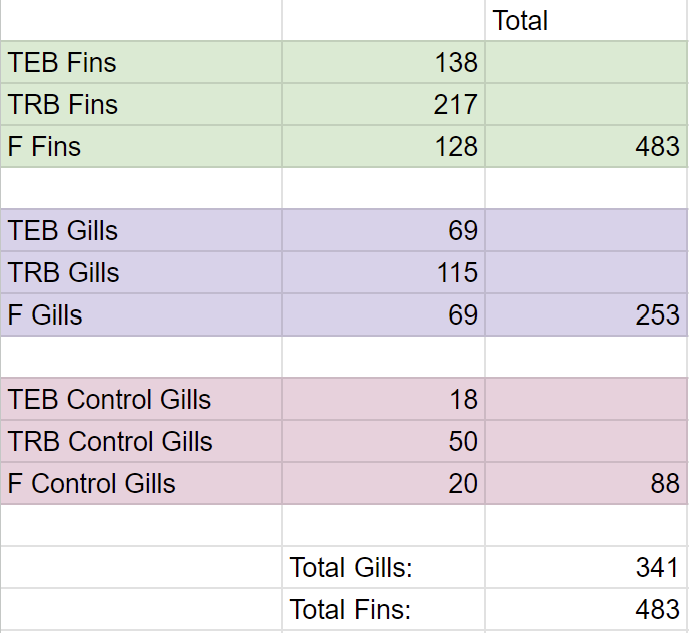 Total
TEB Fins 138
TRB Fins 217
F Fins 128 483
TEB Gills 69
TRB Gills 115
F Gills 69 253
TEB Control Gills 18
TRB Control Gills 50
F Control Gills 20 88
Total Gills: 341
Total Fins: 483